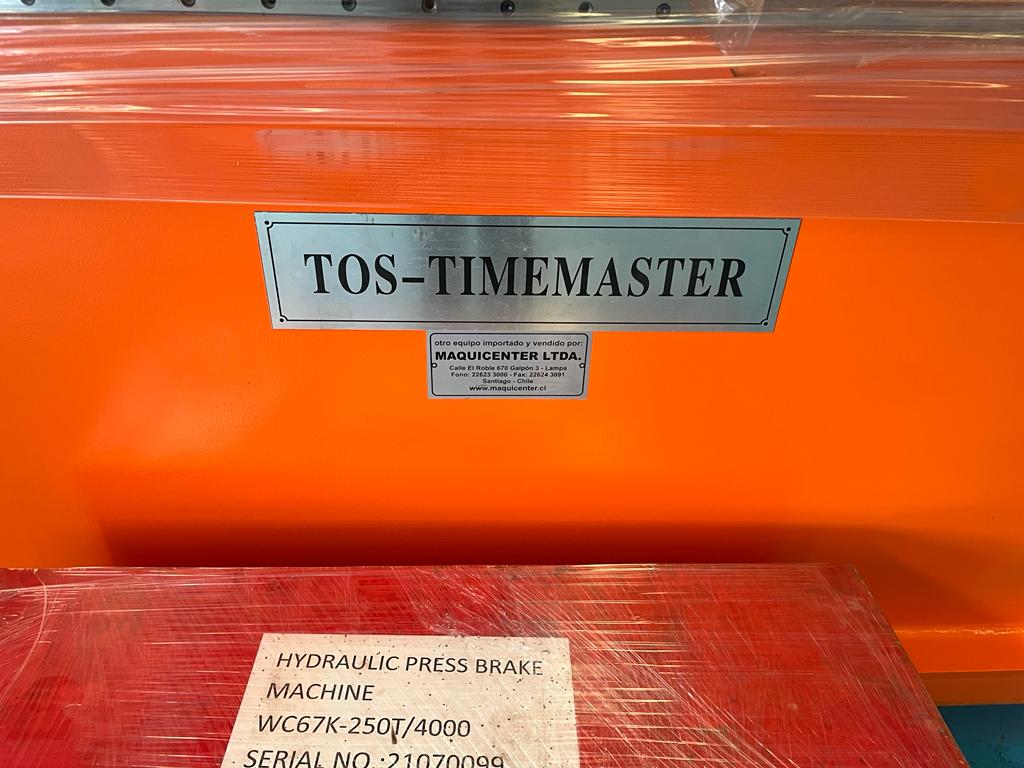 TOS-TIMEMASTER
otro equipo importado y vendido por:
MAQUICENTER LTDA.
Calle El Roble 670 Galpón 3 - Lampa
Fono: 22623 3000 - Fax: 22624 3091
Santiago - Chile
www.maquicenter.cl
HYDRAULIC PRESS BRAKE
MACHINE
WC67K-250T/4000
SERIAL NO.:21070099